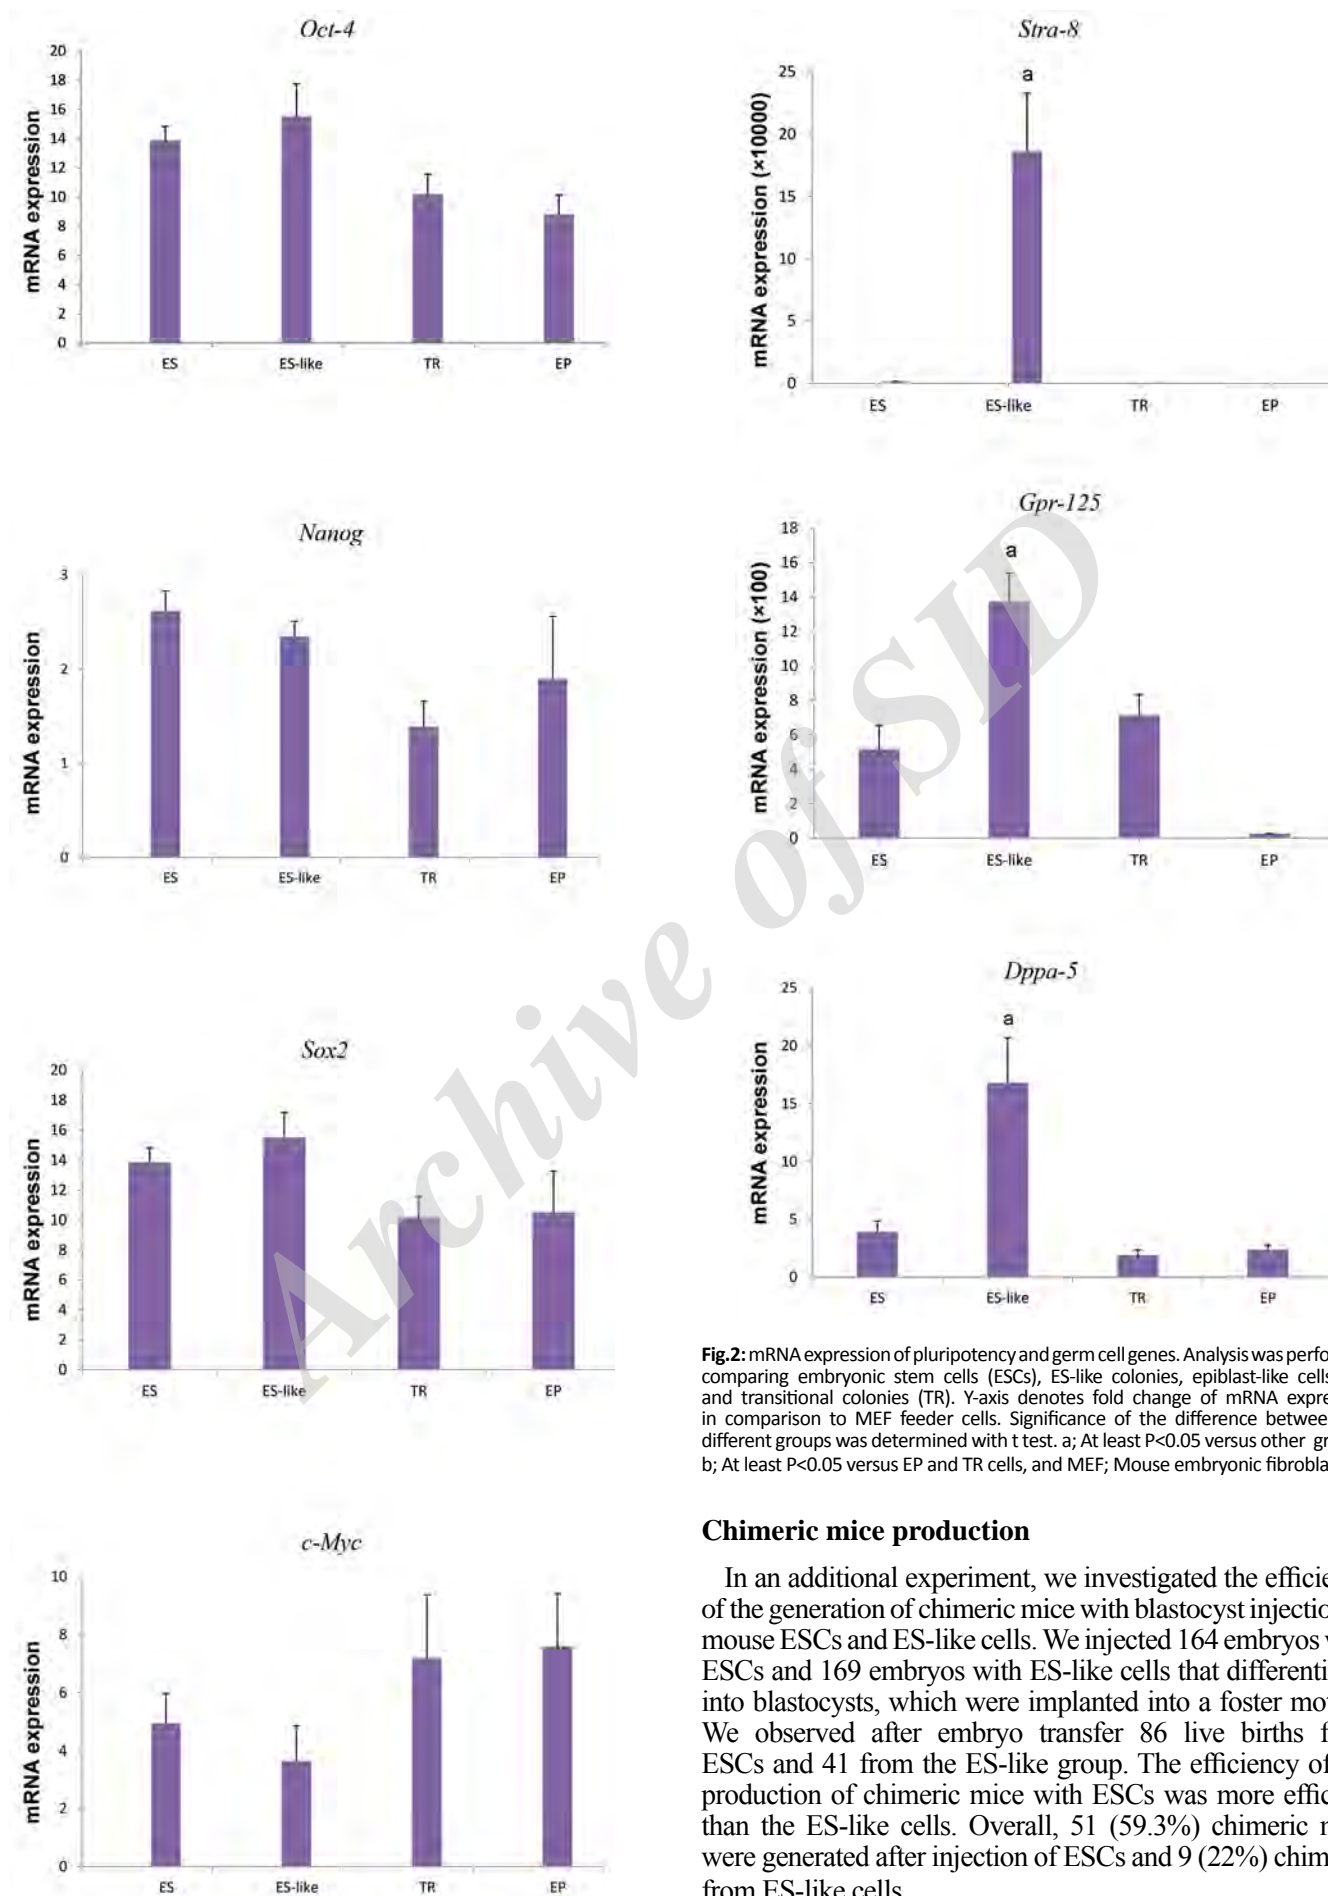 Oct-4
mRNA expression
20
18
16
14
12
10
8
6
4
2
0
ES ES-like TR EP
Nanog
mRNA expression
3
2
1
0
ES ES-like TR EP
Sox2
mRNA expression
20
18
16
14
12
10
8
6
4
2
0
ES ES-like TR EP
c-Myc
mRNA expression
10
8
6
4
2
0
ES ES-like TR EP
Stra-8
mRNA expression (×10000)
25
20
15
10
5
0
a
ES ES-like TR EP
Gpr-125
mRNA expression (×100)
18
16
14
12
10
8
6
4
2
0
a
ES ES-like TR EP
Dppa-5
mRNA expression
25
20
15
10
5
0
a
ES ES-like TR EP
Fig.2: mRNA expression of pluripotency and germ cell genes. Analysis was perfo
comparing embryonic stem cells (ESCs), ES-like colonies, epiblast-like cells
and transitional colonies (TR). Y-axis denotes fold change of mRNA expre
in comparison to MEF feeder cells. Significance of the difference between
different groups was determined with t test. a; At least P<0.05 versus other gr
b; At least P<0.05 versus EP and TR cells, and MEF; Mouse embryonic fibrobla
Chimeric mice production
In an additional experiment, we investigated the efficie
of the generation of chimeric mice with blastocyst injectio
mouse ESCs and ES-like cells. We injected 164 embryos
ESCs and 169 embryos with ES-like cells that differenti
into blastocysts, which were implanted into a foster mo
We observed after embryo transfer 86 live births f
ESCs and 41 from the ES-like group. The efficiency of
production of chimeric mice with ESCs was more effic
than the ES-like cells. Overall, 51 (59.3%) chimeric
were generated after injection of ESCs and 9 (22%) chim
from ES-like cells.
Archive of SID